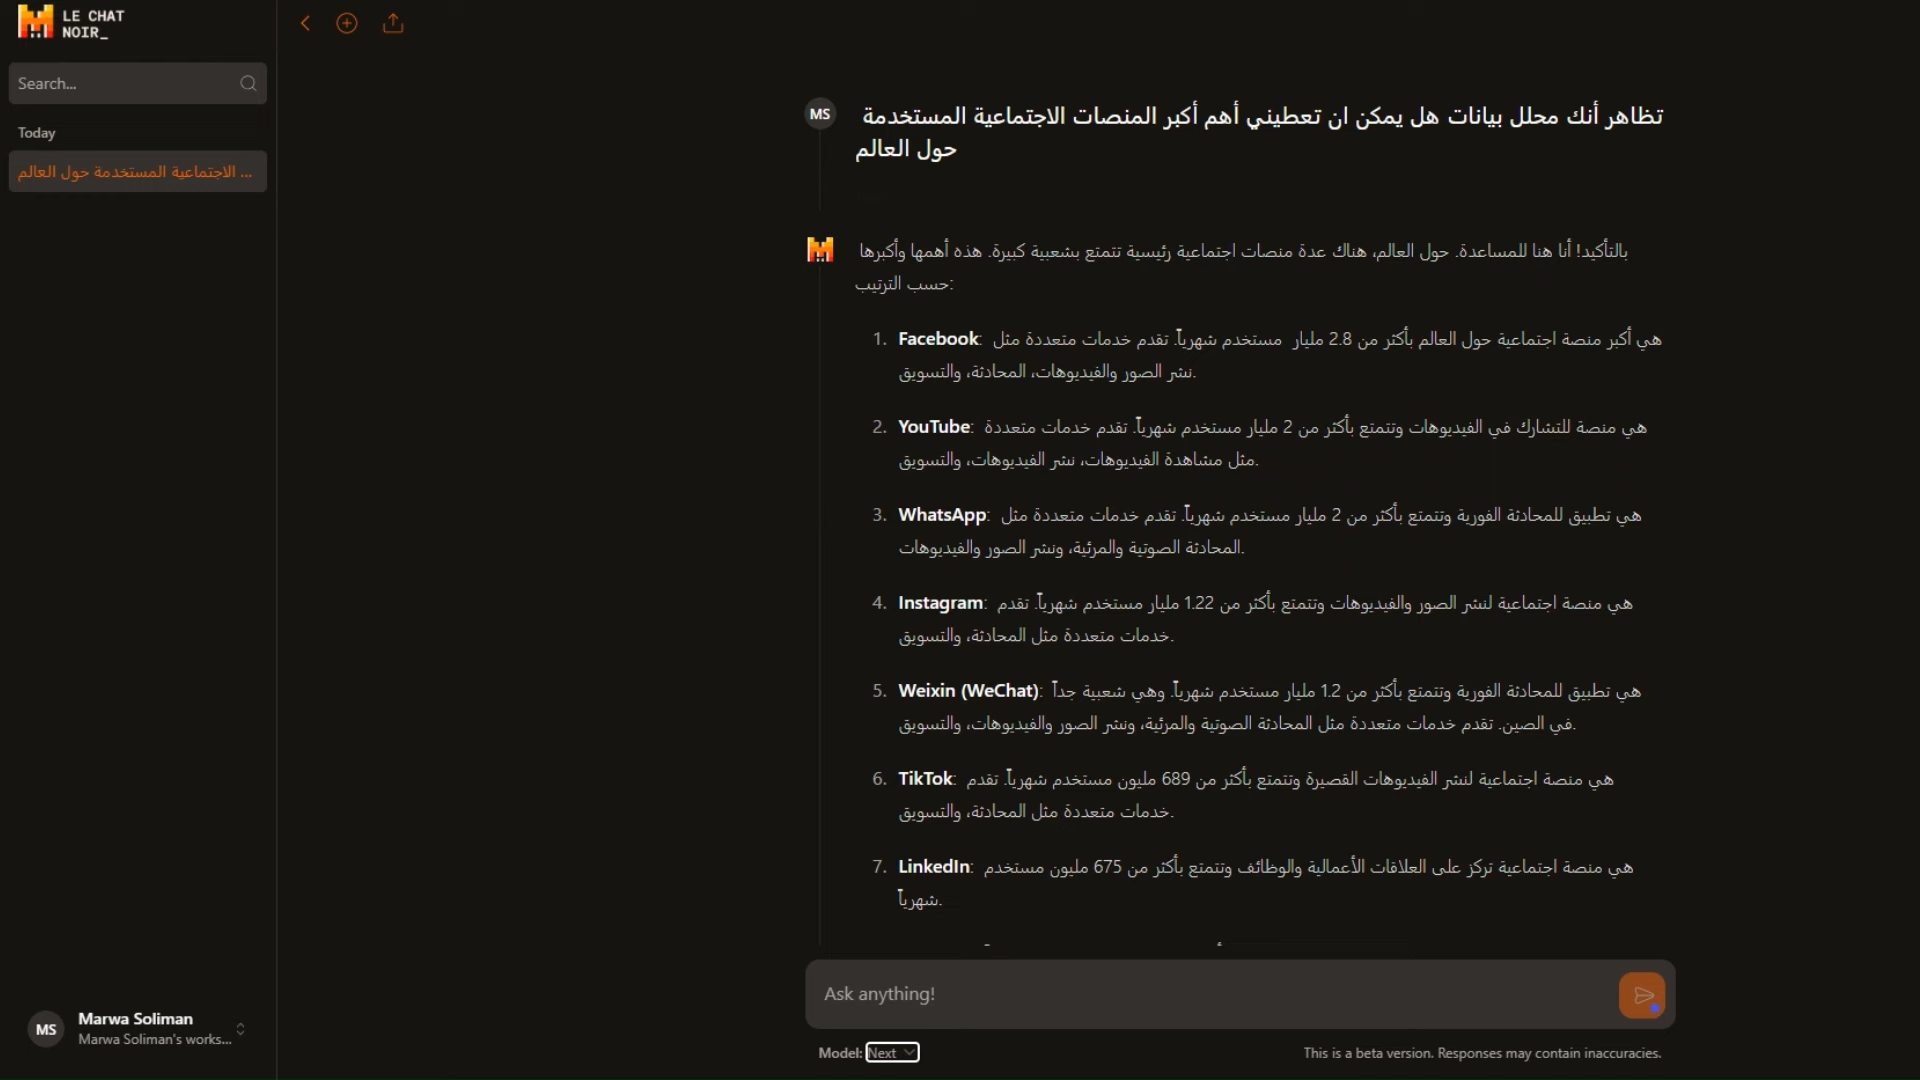 LE CHAT
NOIR_
Search...
Today
... الاجتماعية المستخدمة حول العالم
MS
Marwa Soliman
Marwa Soliman's works...
MS
تظاهر أنك محلل بيانات هل يمكن ان تعطيني أهم أكبر المنصات الاجتماعية المستخدمة
حول العالم
بالتأكيد! أنا هنا للمساعدة. حول العالم، هناك عدة منصات اجتماعية رئيسية تتمتع بشعبية كبيرة. هذه أهمها وأكبرها
حسب الترتيب:
1. Facebook: هي أكبر منصة اجتماعية حول العالم بأكثر من 2.8 مليار مستخدم شهرياً. تقدم خدمات متعددة مثل
نشر الصور والفيديوهات، المحادثة، والتسويق.
2. YouTube: هي منصة للتشارك في الفيديوهات وتتمتع بأكثر من 2 مليار مستخدم شهرياً. تقدم خدمات متعددة
مثل مشاهدة الفيديوهات، نشر الفيديوهات، والتسويق.
3. WhatsApp: هي تطبيق للمحادثة الفورية وتتمتع بأكثر من 2 مليار مستخدم شهرياً. تقدم خدمات متعددة مثل
المحادثة الصوتية والمرئية، ونشر الصور والفيديوهات.
4. Instagram: هي منصة اجتماعية لنشر الصور والفيديوهات وتتمتع بأكثر من 1.22 مليار مستخدم شهرياً. تقدم
خدمات متعددة مثل المحادثة، والتسويق.
5. Weixin (WeChat): هي تطبيق للمحادثة الفورية وتتمتع بأكثر من 1.2 مليار مستخدم شهرياً. وهي شعبية جداً
في الصين. تقدم خدمات متعددة مثل المحادثة الصوتية والمرئية، ونشر الصور والفيديوهات، والتسويق.
6. TikTok: هي منصة اجتماعية لنشر الفيديوهات القصيرة وتتمتع بأكثر من 689 مليون مستخدم شهرياً. تقدم
خدمات متعددة مثل المحادثة، والتسويق.
7. LinkedIn: هي منصة اجتماعية تركز على العلاقات الأعمالية والوظائف وتتمتع بأكثر من 675 مليون مستخدم
شهرياً.
Ask anything!
Model: Next
This is a beta version. Responses may contain inaccuracies.